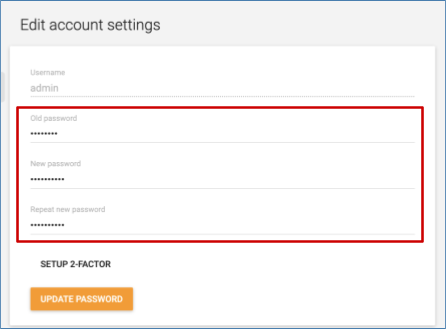 Edit account settings
Username
admin
Old password
••••••••
New password
••••••••••
Repeat new password
••••••••••
SETUP 2-FACTOR
UPDATE PASSWORD